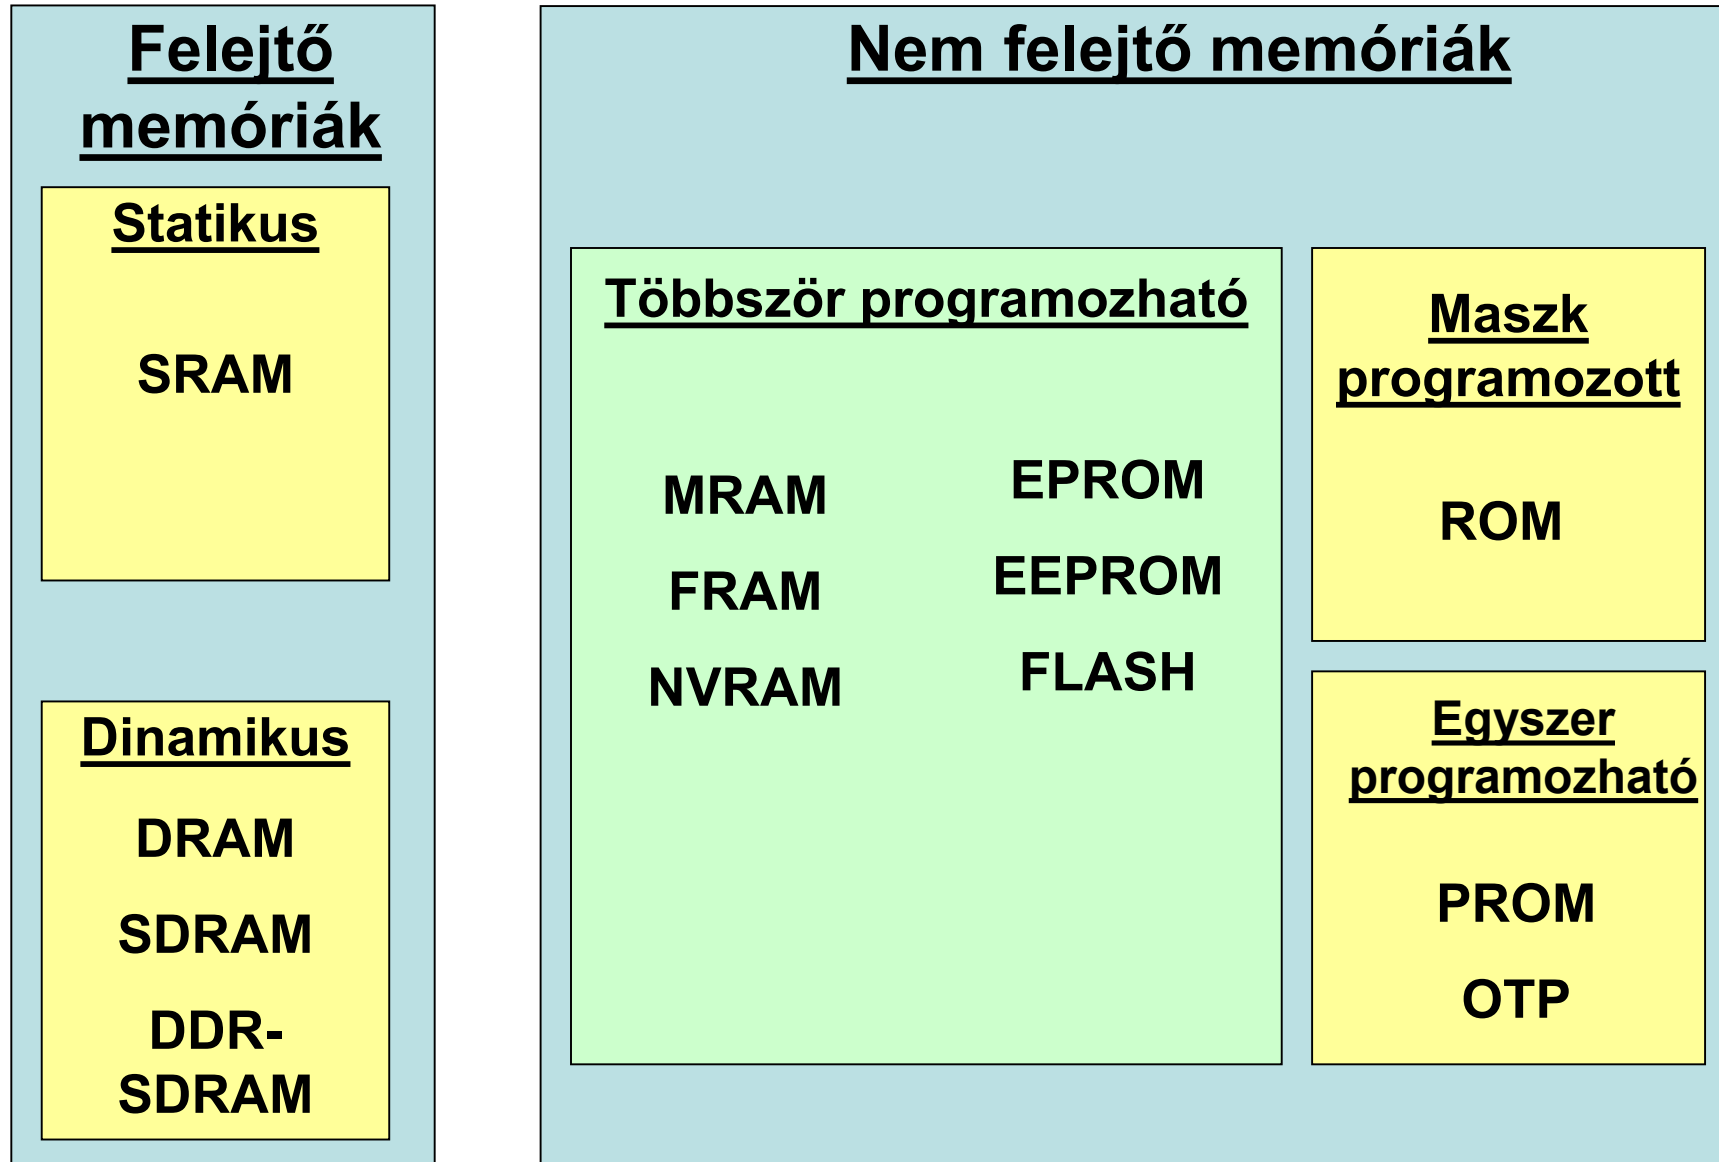 Felejtő
memóriák
Statikus
SRAM
Dinamikus
DRAM
SDRAM
DDR-
SDRAM
Nem felejtő memóriák
Többször programozható
MRAM
FRAM
NVRAM
EPROM
EEPROM
FLASH
Maszk
programozott
ROM
Egyszer
programozható
PROM
OTP